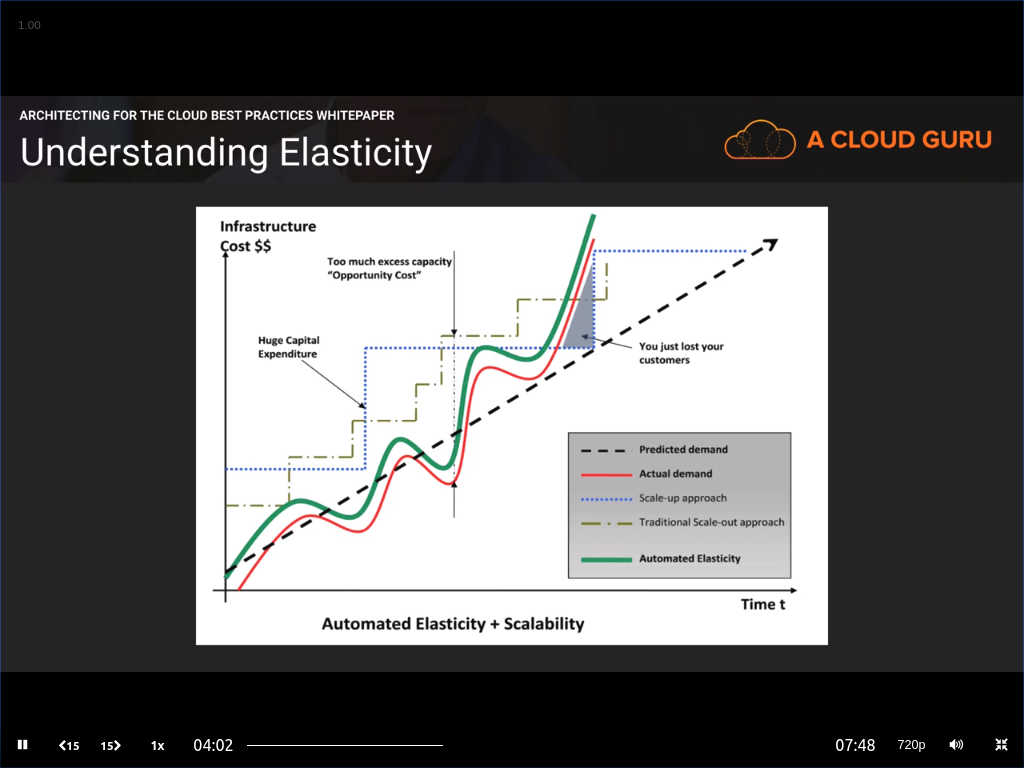 1.00
ARCHITECTING FOR THE CLOUD BEST PRACTICES WHITEPAPER
Understanding Elasticity
A CLOUD GURU
Infrastructure
Cost $$
Too much excess capacity
“Opportunity Cost”
Huge Capital
Expenditure
You just lost your
customers
Predicted demand
Actual demand
Scale-up approach
Traditional Scale-out approach
Automated Elasticity
Time t
Automated Elasticity + Scalability
15 15 1x 04:02 07:48 720p